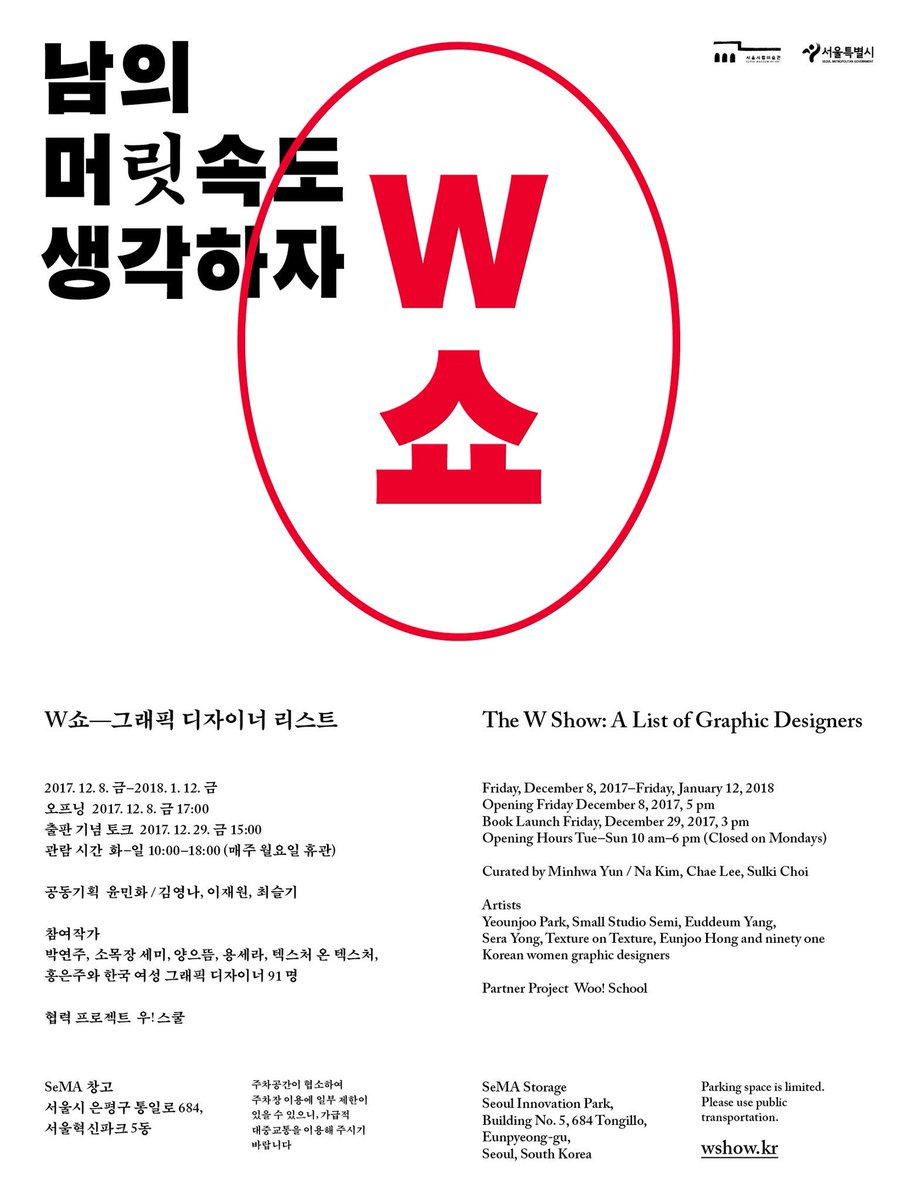 남의
머릿속도
생각하자
W
쇼
서울시립미술관
SEOUL MUSEUM OF ART
서울특별시
SEOUL METROPOLITAN GOVERNMENT
W쇼—그래픽 디자이너 리스트
2017. 12. 8. 금–2018. 1. 12. 금
오프닝 2017. 12. 8. 금 17:00
출판 기념 토크 2017. 12. 29. 금 15:00
관람 시간 화–일 10:00–18:00 (매주 월요일 휴관)
공동기획 윤민화 / 김영나, 이재원, 최슬기
참여작가
박연주, 소목장 세미, 양으뜸, 용세라, 텍스처 온 텍스처,
홍은주와 한국 여성 그래픽 디자이너 91 명
협력 프로젝트 우! 스쿨
SeMA 창고
서울시 은평구 통일로 684,
서울혁신파크 5동
주차공간이 협소하여
주차장 이용에 일부 제한이
있을 수 있으니, 가급적
대중교통을 이용해 주시기
바랍니다
The W Show: A List of Graphic Designers
Friday, December 8, 2017–Friday, January 12, 2018
Opening Friday December 8, 2017, 5 pm
Book Launch Friday, December 29, 2017, 3 pm
Opening Hours Tue–Sun 10 am–6 pm (Closed on Mondays)
Curated by Minhwa Yun / Na Kim, Chae Lee, Sulki Choi
Artists
Yeounjoo Park, Small Studio Semi, Euddeum Yang,
Sera Yong, Texture on Texture, Eunjoo Hong and ninety one
Korean women graphic designers
Partner Project Woo! School
SeMA Storage
Seoul Innovation Park,
Building No. 5, 684 Tongillo,
Eunpyeong-gu,
Seoul, South Korea
Parking space is limited.
Please use public
transportation.
wshow.kr